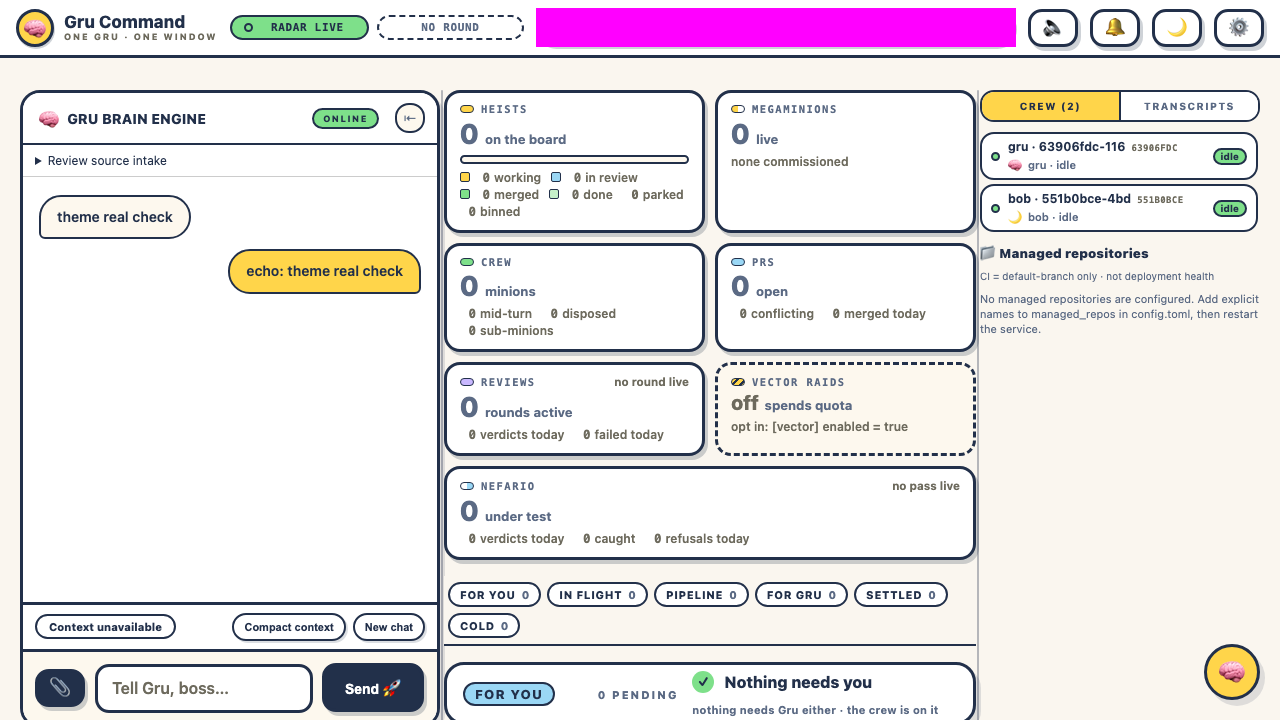 Gru Command
ONE GRU · ONE WINDOW
RADAR LIVE
NO ROUND
GRU BRAIN ENGINE
ONLINE
Review source intake
theme real check
echo: theme real check
Context unavailable
Compact context
New chat
Tell Gru, boss...
Send
HEISTS
0 on the board
0 working 0 in review
0 merged 0 done 0 parked
0 binned
MEGAMINIONS
0 live
none commissioned
CREW
0 minions
0 mid-turn 0 disposed
0 sub-minions
PRS
0 open
0 conflicting 0 merged today
REVIEWS
no round live
0 rounds active
0 verdicts today 0 failed today
VECTOR RAIDS
off spends quota
opt in: [vector] enabled = true
NEFARIO
no pass live
0 under test
0 verdicts today 0 caught 0 refusals today
FOR YOU 0
IN FLIGHT 0
PIPELINE 0
FOR GRU 0
SETTLED 0
COLD 0
FOR YOU
0 PENDING
Nothing needs you
nothing needs Gru either · the crew is on it
CREW (2)
TRANSCRIPTS
gru · 63906fdc-116 63906FDC
gru · idle
idle
bob · 551b0bce-4bd 551B0BCE
bob · idle
idle
Managed repositories
CI = default-branch only · not deployment health
No managed repositories are configured. Add explicit
names to managed_repos in config.toml, then restart
the service.